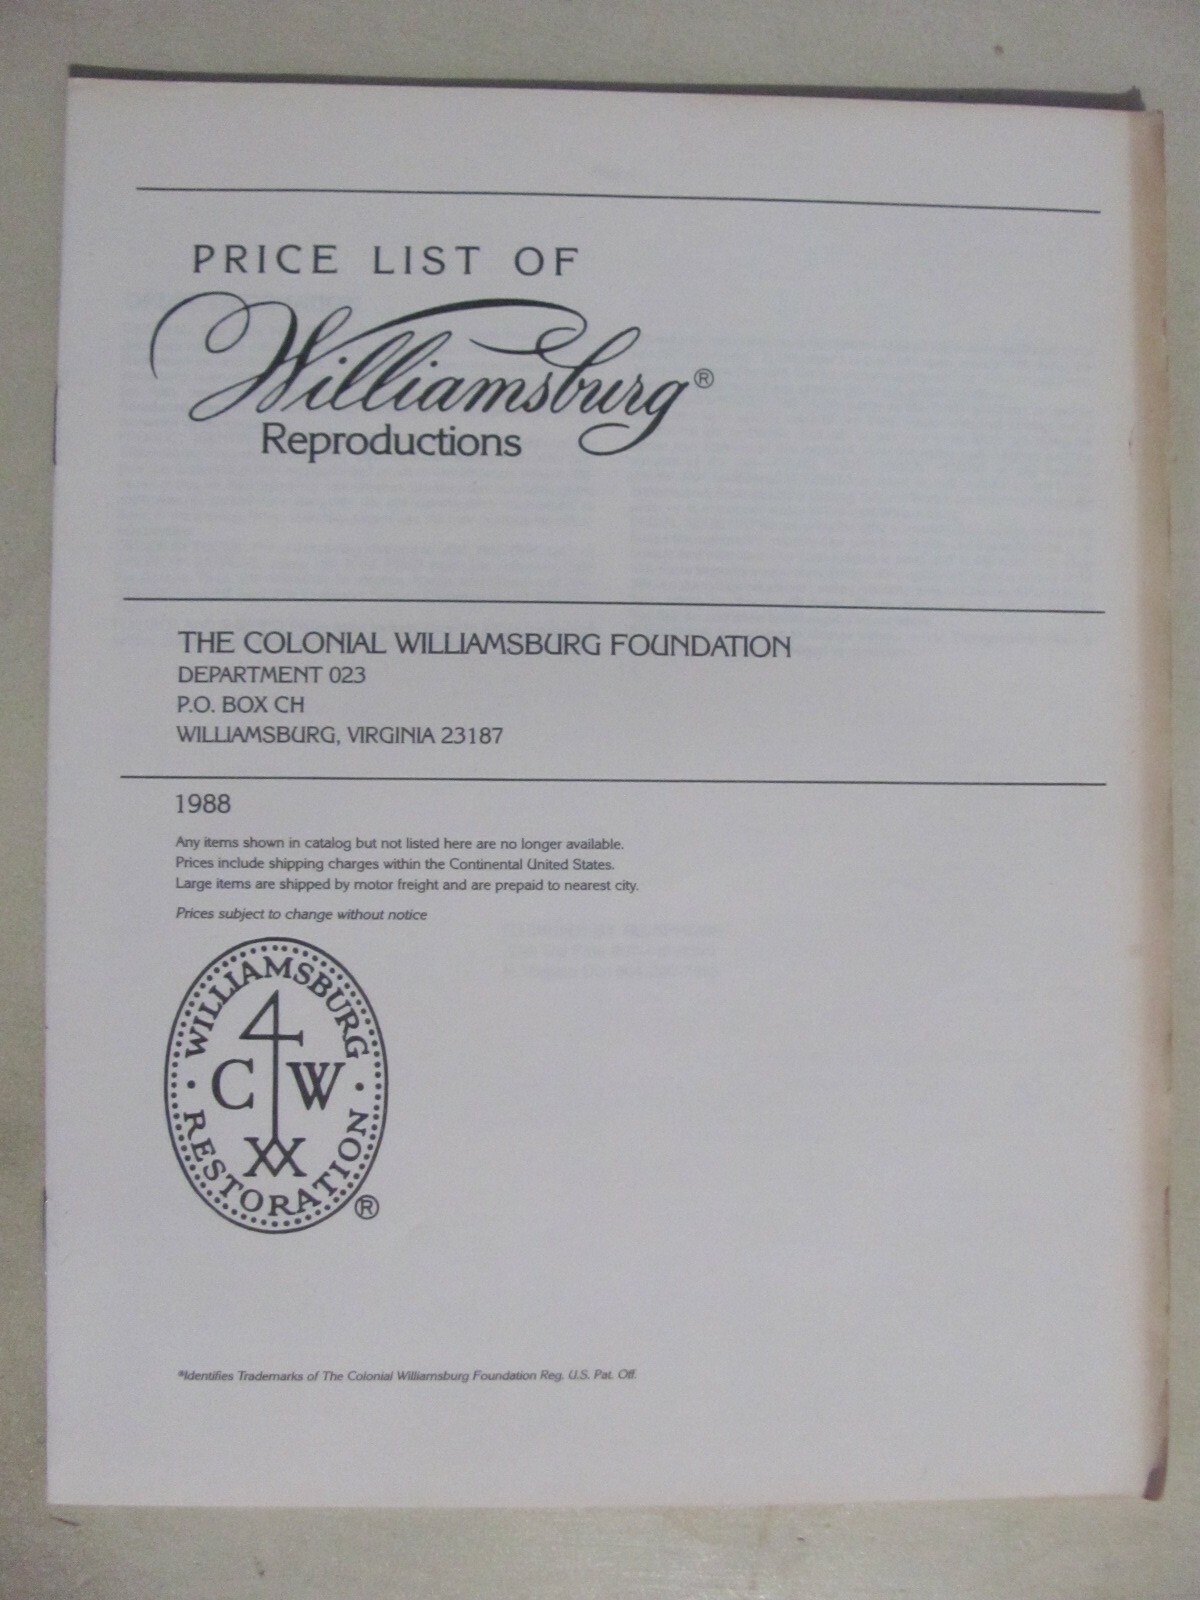 PRICE LIST OF
Williamsburg®
Reproductions
THE COLONIAL WILLIAMSBURG FOUNDATION
DEPARTMENT 023
P.O. BOX CH
WILLIAMSBURG, VIRGINIA 23187
1988
Any items shown in catalog but not listed here are no longer available.
Prices include shipping charges within the Continental United States.
Large items are shipped by motor freight and are prepaid to nearest city.
Prices subject to change without notice
WILLIAMSBURG
C W
RESTORATION
®
*Identifies Trademarks of The Colonial Williamsburg Foundation Reg. U.S. Pat. Off.